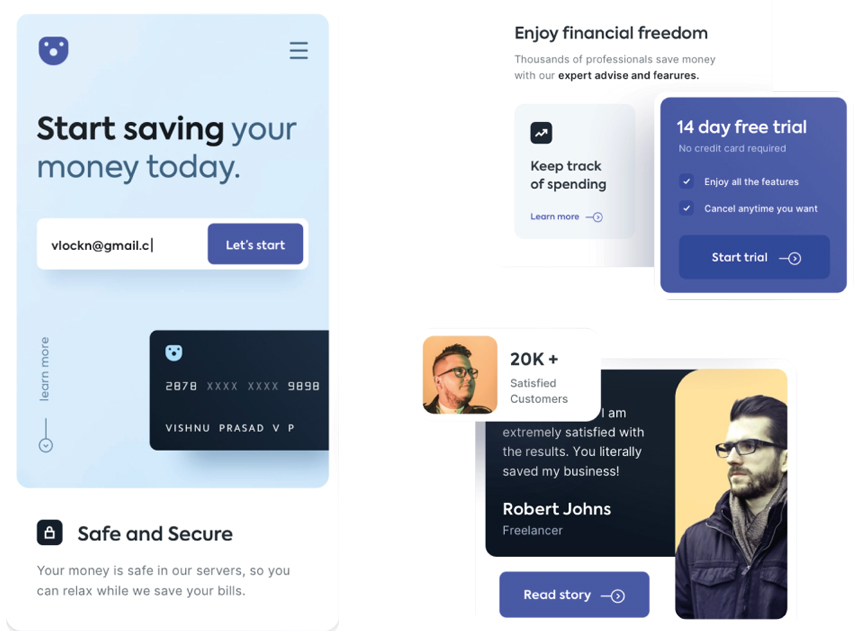 Start saving your
money today.
vlockn@gmail.c
Let's start
learn more
2878 XXXX XXXX 9898
VISHNU PRASAD V P
Safe and Secure
Your money is safe in our servers, so you
can relax while we save your bills.
Enjoy financial freedom
Thousands of professionals save money
with our expert advise and fearures.
Keep track
of spending
Learn more
14 day free trial
No credit card required
Enjoy all the features
Cancel anytime you want
Start trial
20K +
Satisfied
Customers
I am
extremely satisfied with
the results. You literally
saved my business!
Robert Johns
Freelancer
Read story